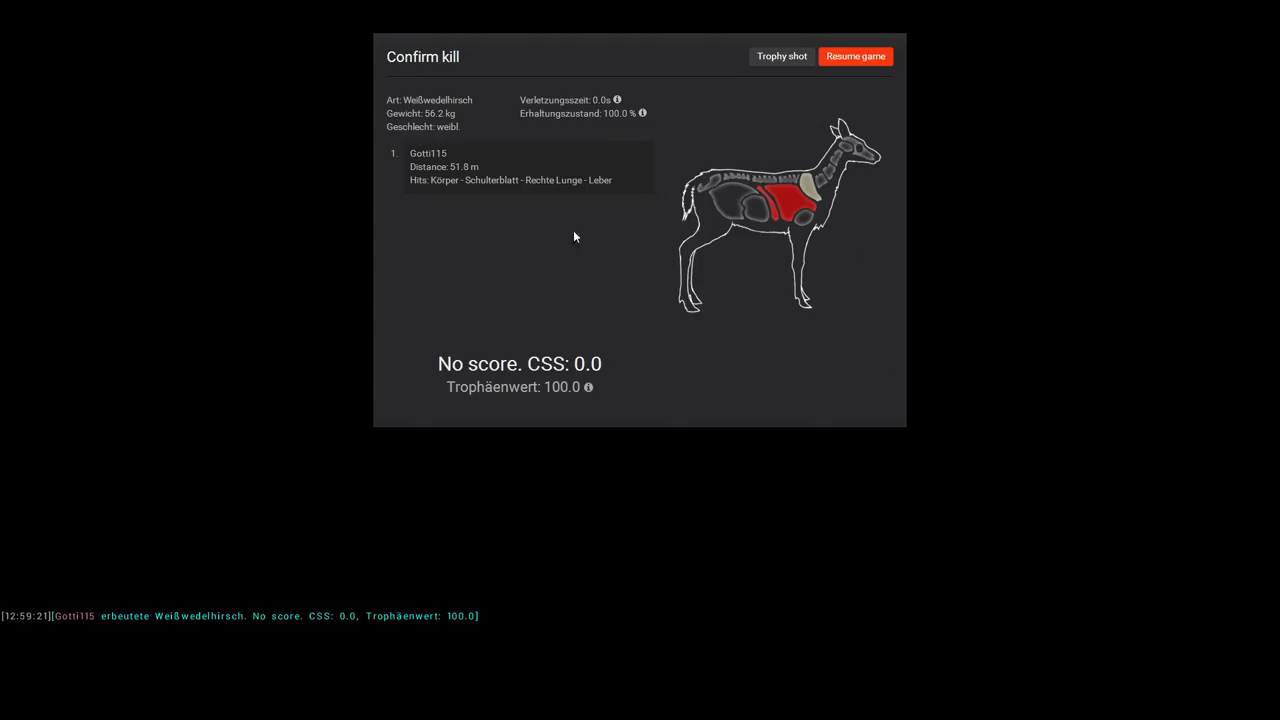 Confirm kill
Trophy shot
Resume game
Art: Weißwedelhirsch
Gewicht: 56.2 kg
Geschlecht: weibl.
Verletzungsszeit: 0.0s
Erhaltungszustand: 100.0 %
1. Gotti115
Distance: 51.8 m
Hits: Körper - Schulterblatt - Rechte Lunge - Leber
No score. CSS: 0.0
Trophäenwert: 100.0
[12:59:21][Gotti115 erbeutete Weißwedelhirsch. No score. CSS: 0.0, Trophäenwert: 100.0]